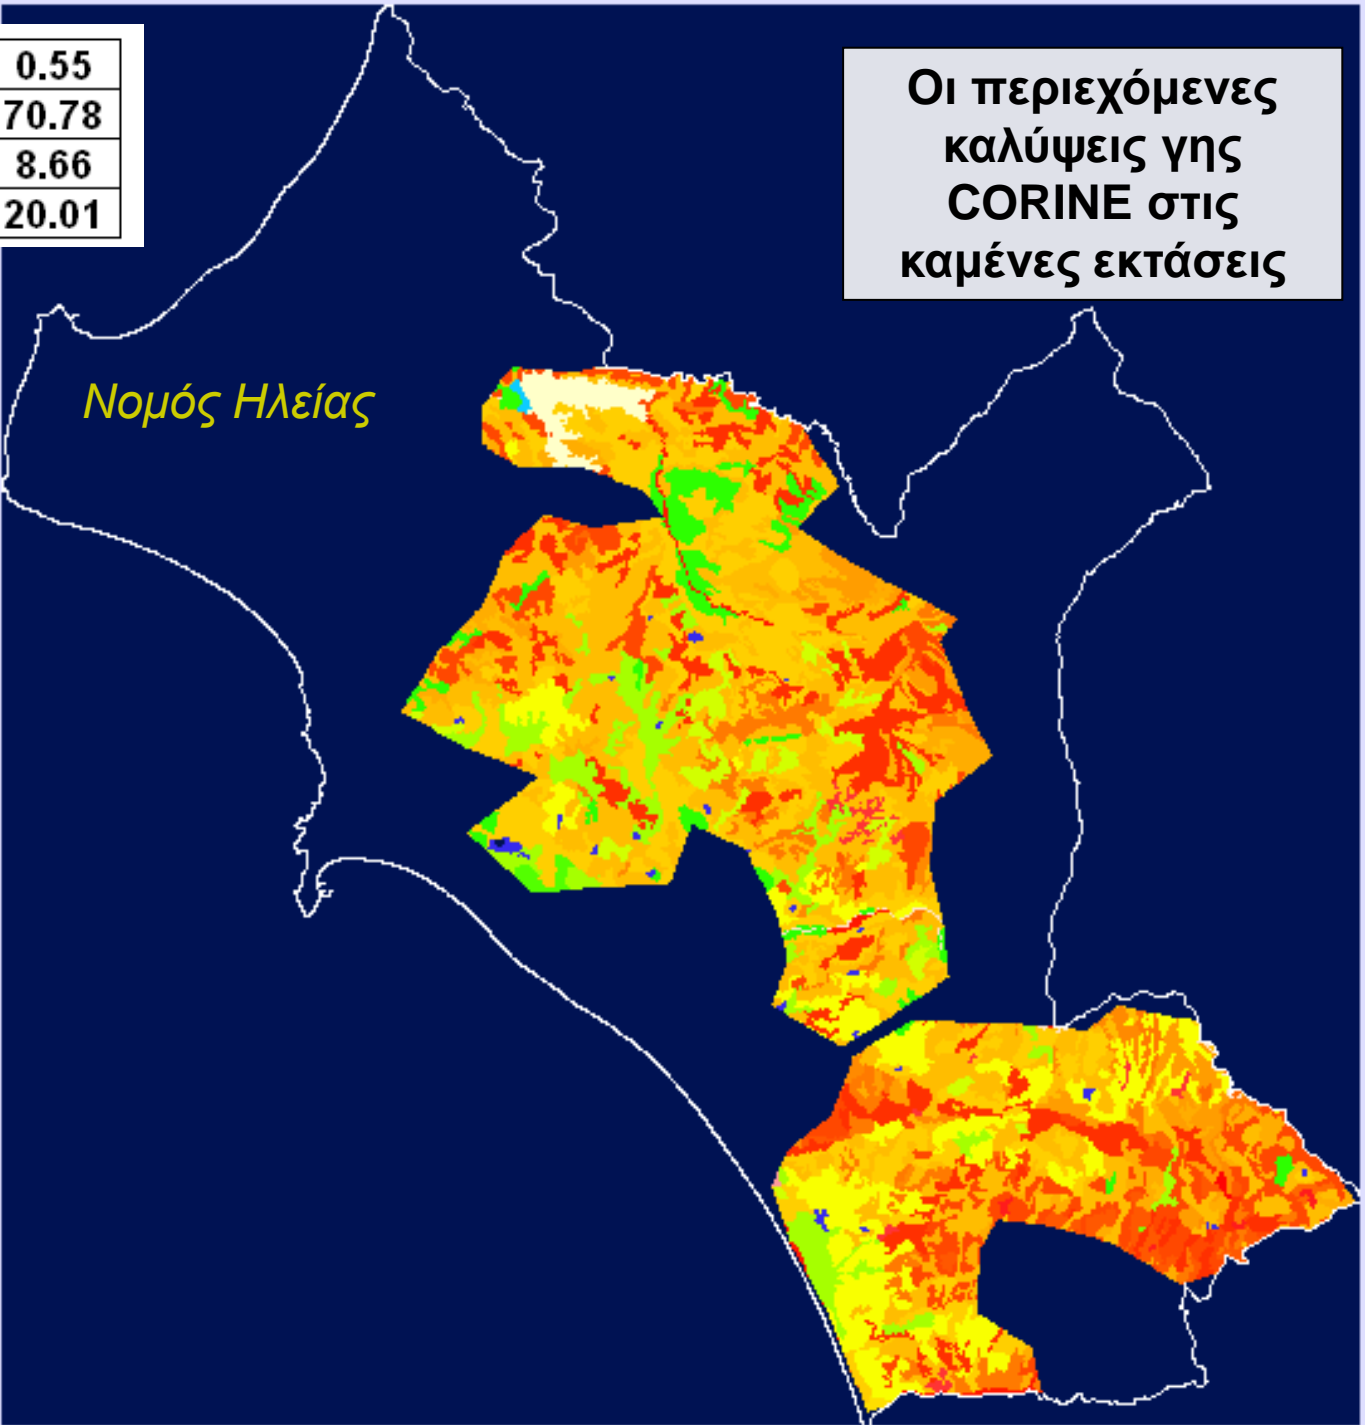 0.55
70.78
8.66
20.01
Οι περιεχόμενες
καλύψεις γης
CORINE στις
καμένες εκτάσεις
Νομός Ηλείας